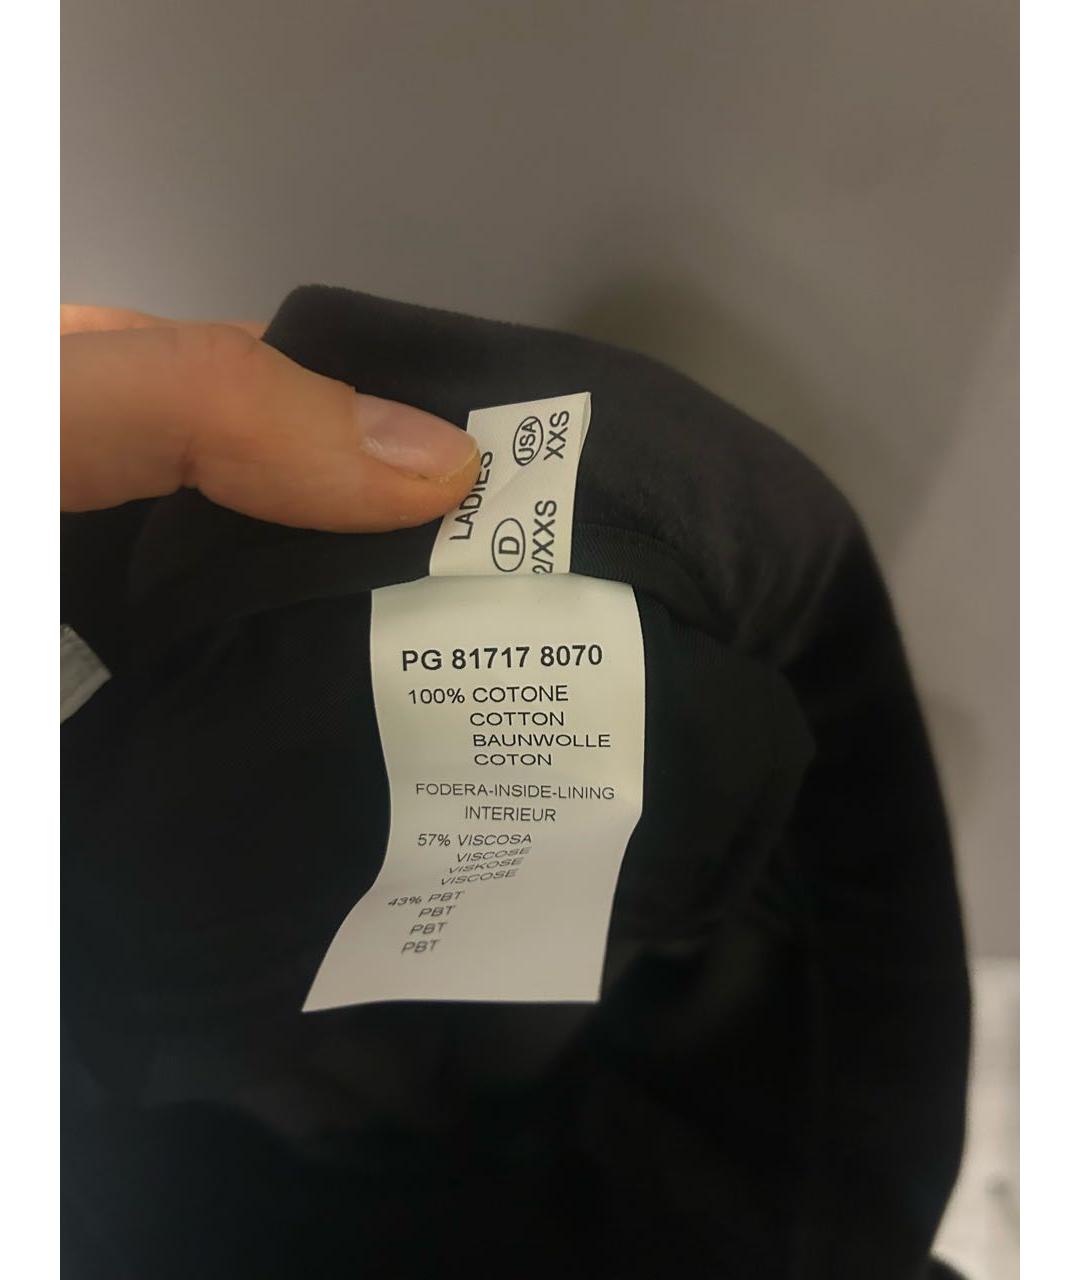 LADIES
USA
XXS
D
2/XXS
PG 81717 8070
100% COTONE
COTTON
BAUNWOLLE
COTON
FODERA-INSIDE-LINING
INTERIEUR
57% VISCOSA
VISCOSE
VISKOSE
VISCOSE
43% PBT
PBT
PBT
PBT